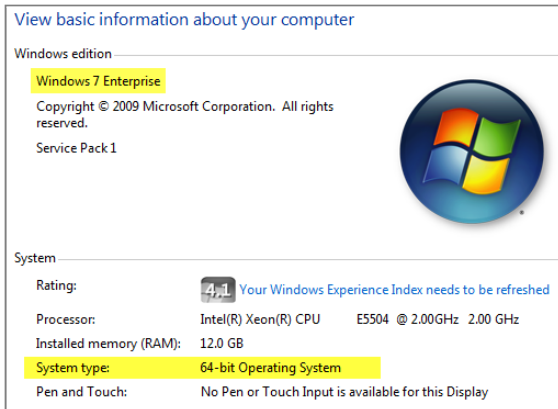 View basic information about your computer
Windows edition
Windows 7 Enterprise
Copyright © 2009 Microsoft Corporation.  All rights
reserved.
Service Pack 1
System
Rating: 4,1 Your Windows Experience Index needs to be refreshed
Processor: Intel(R) Xeon(R) CPU E5504 @ 2.00GHz 2.00 GHz
Installed memory (RAM): 12.0 GB
System type: 64-bit Operating System
Pen and Touch: No Pen or Touch Input is available for this Display